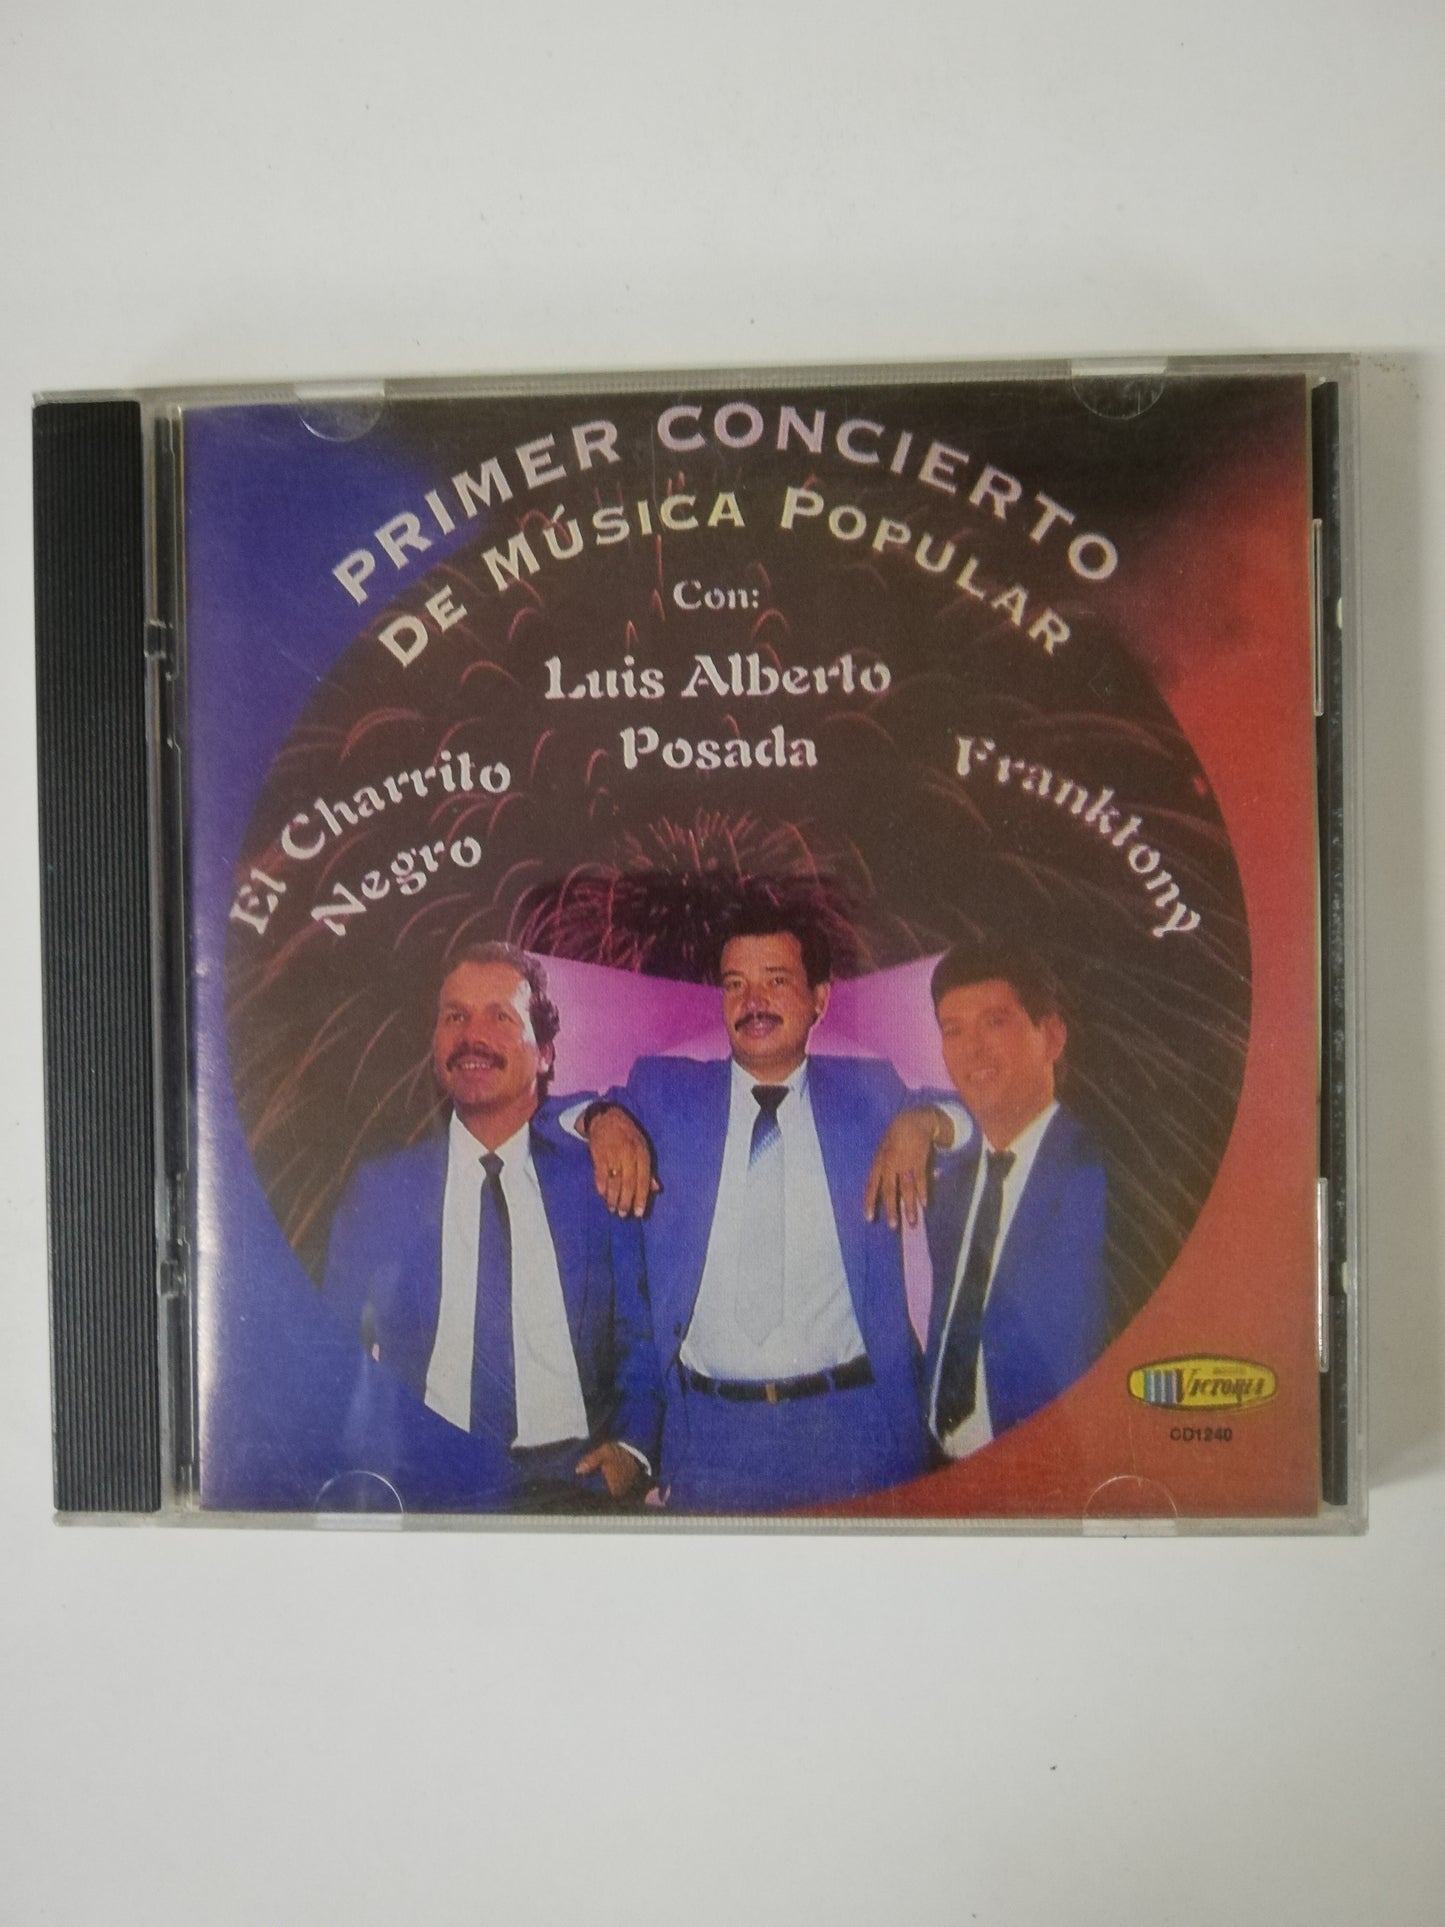 PRIMER CONCIERTO
DE MÚSICA POPULAR
Con:
Luis Alberto
Posada
El Charrito
Negro
Franktony
VICTORIA
CD1240